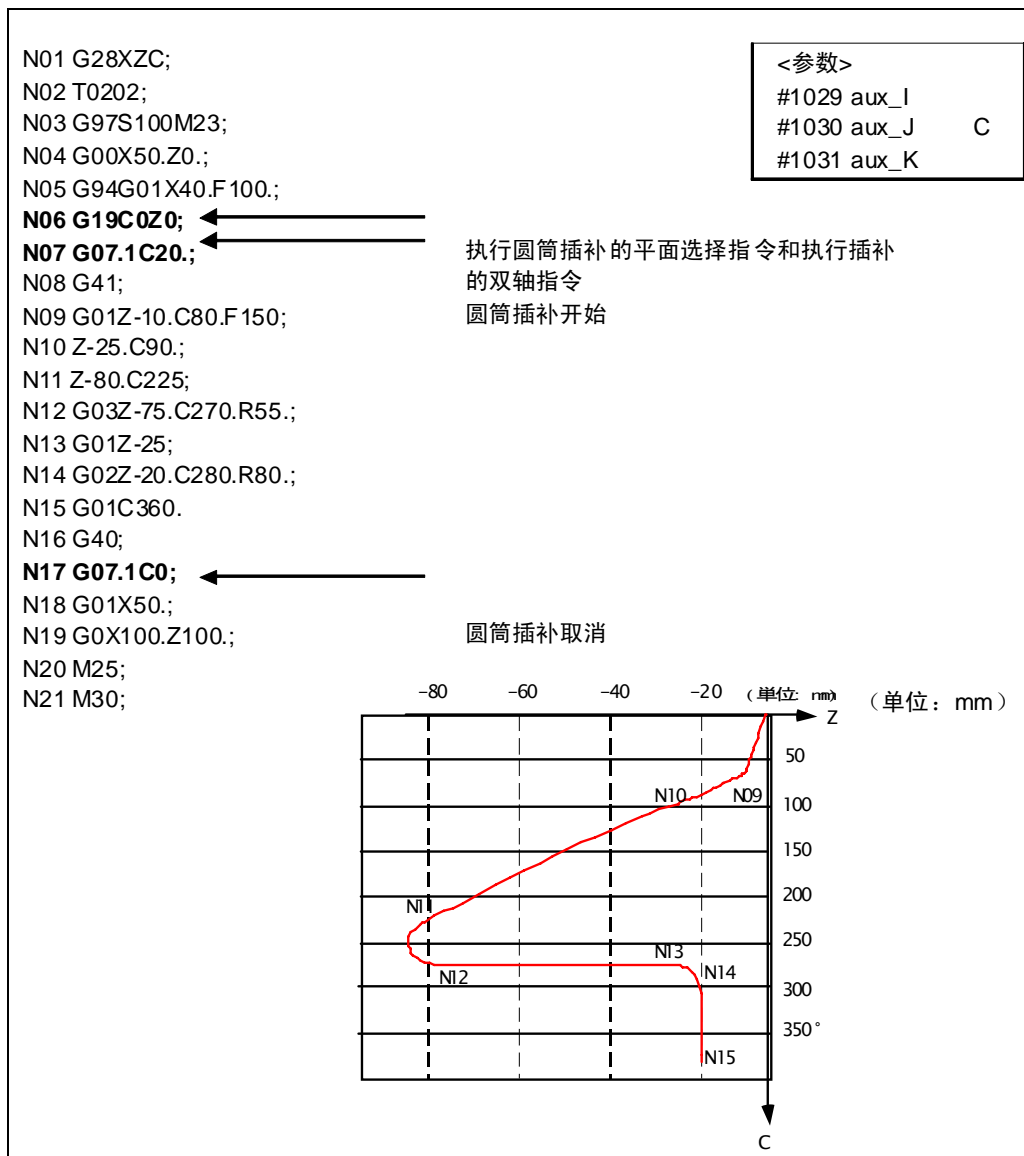 N01 G28XZC;
N02 T0202;
N03 G97S100M23;
N04 G00X50.Z0.;
N05 G94G01X40.F100.;
N06 G19C0Z0;
N07 G07.1C20.;
N08 G41;
N09 G01Z-10.C80.F150;
N10 Z-25.C90.;
N11 Z-80.C225;
N12 G03Z-75.C270.R55.;
N13 G01Z-25;
N14 G02Z-20.C280.R80.;
N15 G01C360.
N16 G40;
N17 G07.1C0;
N18 G01X50.;
N19 G0X100.Z100.;
N20 M25;
N21 M30;
<参数>
#1029 aux_I
#1030 aux_J C
#1031 aux_K
执行圆筒插补的平面选择指令和执行插补
的双轴指令
圆筒插补开始
圆筒插补取消
-80 -60 -40 -20 (单位: mm) (单位：mm)
Z
50
N10 N09 100
150
200
N11
250
N13
N12 N14
300
350°
N15
C